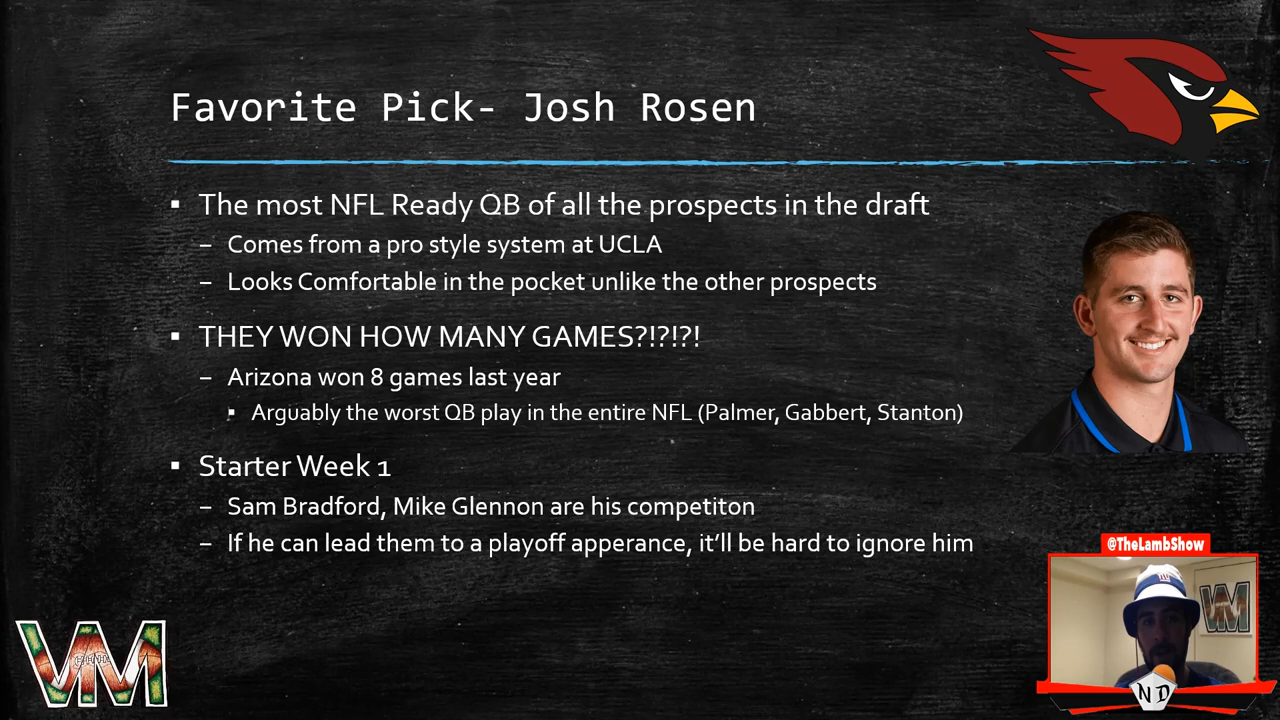 Favorite Pick- Josh Rosen
The most NFL Ready QB of all the prospects in the draft
Comes from a pro style system at UCLA
Looks Comfortable in the pocket unlike the other prospects
THEY WON HOW MANY GAMES?!?!?!
Arizona won 8 games last year
Arguably the worst QB play in the entire NFL (Palmer, Gabbert, Stanton)
Starter Week 1
Sam Bradford, Mike Glennon are his competiton
If he can lead them to a playoff apperance, it'll be hard to ignore him
@TheLambShow
VM
VM
ND